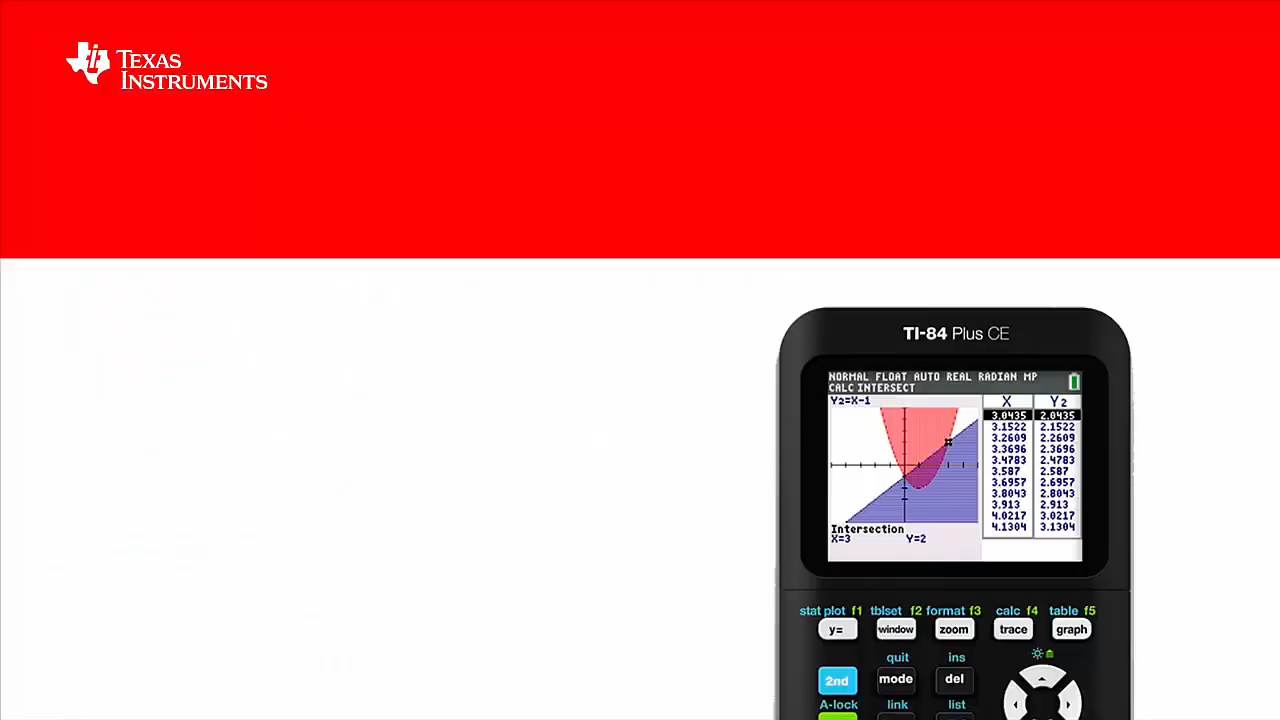 TEXAS
INSTRUMENTS
TI-84 Plus CE
NORMAL FLOAT AUTO REAL RADIAN MP
CALC INTERSECT
Y2=X-1
X Y2
3.0435 2.0435
3.1522 2.1522
3.2609 2.2609
3.3696 2.3696
3.4783 2.4783
3.587 2.587
3.6957 2.6957
3.8043 2.8043
3.913 2.913
4.0217 3.0217
4.1304 3.1304
Intersection
X=3 Y=2
stat plot f1 tblset f2 format f3 calc f4 table f5
y= window zoom trace graph
quit ins
2nd mode del
A-lock link list